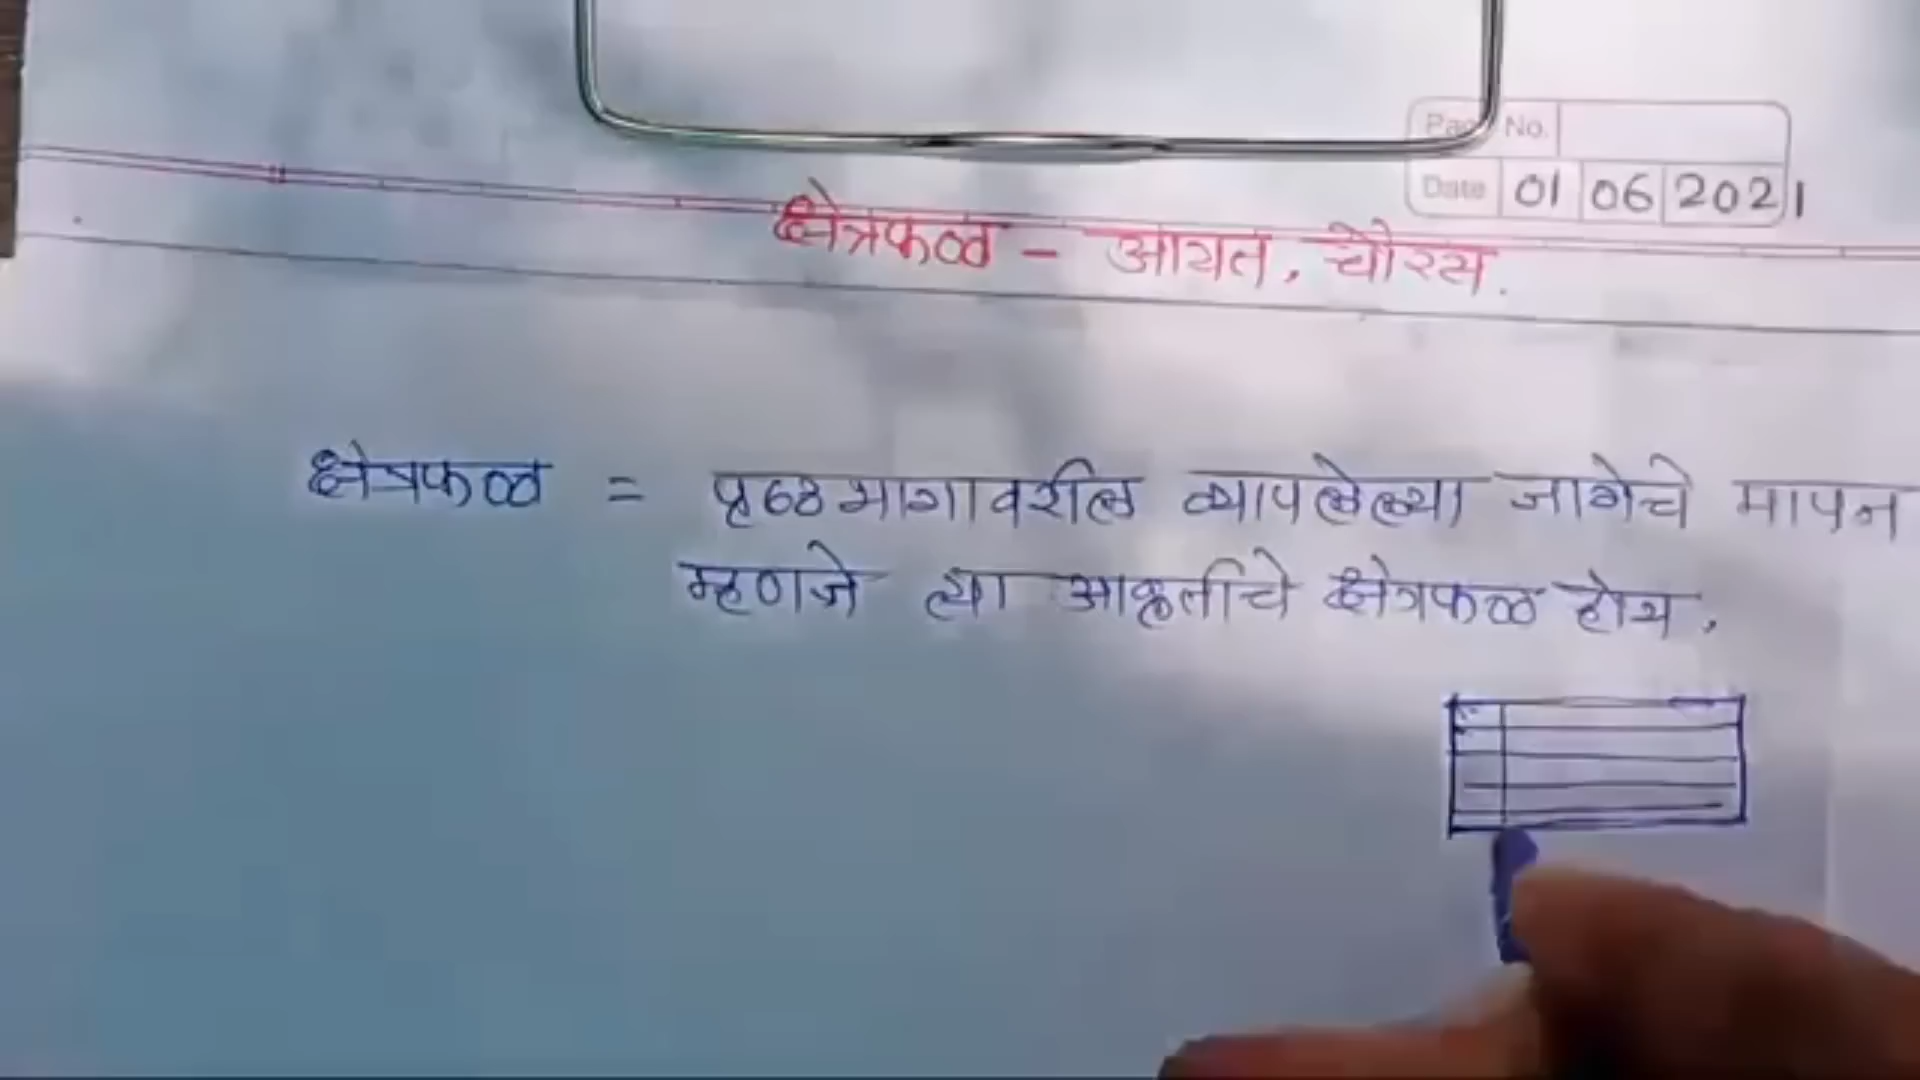 Page No.
Date 01 06 2021
क्षेत्रफळ - आयत, चौरस.
क्षेत्रफळ = पृष्ठभागावरील व्यापलेल्या जागेचे मापन
म्हणजे त्या आकृतीचे क्षेत्रफळ होय.